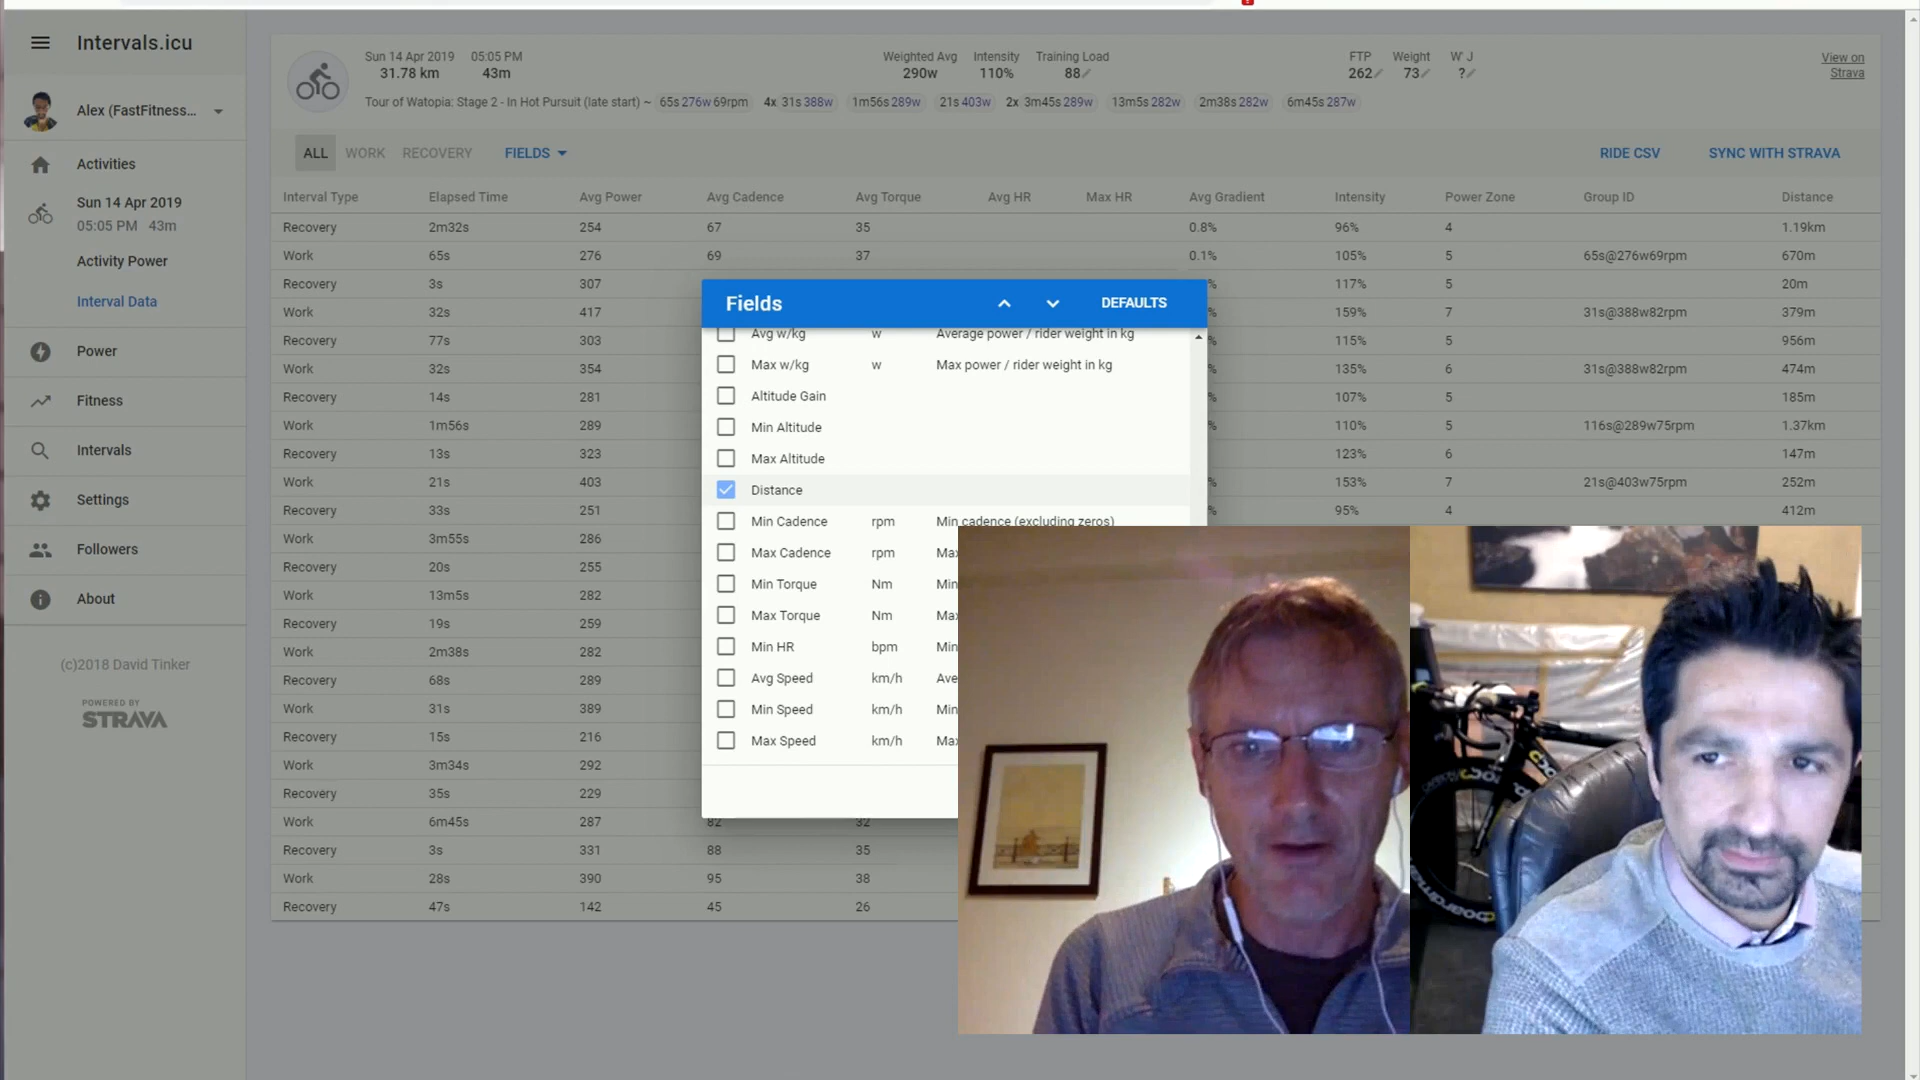 Intervals.icu
Alex (FastFitness...
Activities
Sun 14 Apr 2019
05:05 PM 43m
Activity Power
Interval Data
Power
Fitness
Intervals
Settings
Followers
About
(c)2018 David Tinker
POWERED BY
STRAVA
Sun 14 Apr 2019 05:05 PM Weighted Avg Intensity Training Load FTP Weight W' J View on
31.78 km 43m 290w 110% 88 262 73 ? Strava
Tour of Watopia: Stage 2 - In Hot Pursuit (late start) ~ 65s 276w 69rpm 4x 31s 388w 1m56s 289w 21s 403w 2x 3m45s 289w 13m5s 282w 2m38s 282w 6m45s 287w
ALL WORK RECOVERY FIELDS RIDE CSV SYNC WITH STRAVA
Interval Type Elapsed Time Avg Power Avg Cadence Avg Torque Avg HR Max HR Avg Gradient Intensity Power Zone Group ID Distance
Recovery 2m32s 254 67 35 0.8% 96% 4 1.19km
Work 65s 276 69 37 0.1% 105% 5 65s@276w69rpm 670m
Recovery 3s 307 % 117% 5 20m
Work 32s 417 % 159% 7 31s@388w82rpm 379m
Recovery 77s 303 % 115% 5 956m
Work 32s 354 % 135% 6 31s@388w82rpm 474m
Recovery 14s 281 % 107% 5 185m
Work 1m56s 289 % 110% 5 116s@289w75rpm 1.37km
Recovery 13s 323 123% 6 147m
Work 21s 403 % 153% 7 21s@403w75rpm 252m
Recovery 33s 251 % 95% 4 412m
Work 3m55s 286
Recovery 20s 255
Work 13m5s 282
Recovery 19s 259
Work 2m38s 282
Recovery 68s 289
Work 31s 389
Recovery 15s 216
Work 3m34s 292
Recovery 35s 229
Work 6m45s 287 82 32
Recovery 3s 331 88 35
Work 28s 390 95 38
Recovery 47s 142 45 26
Fields DEFAULTS
Avg w/kg w Average power / rider weight in kg
Max w/kg w Max power / rider weight in kg
Altitude Gain
Min Altitude
Max Altitude
Distance
Min Cadence rpm Min cadence (excluding zeros)
Max Cadence rpm Max
Min Torque Nm Min
Max Torque Nm Max
Min HR bpm Min
Avg Speed km/h Ave
Min Speed km/h Min
Max Speed km/h Max